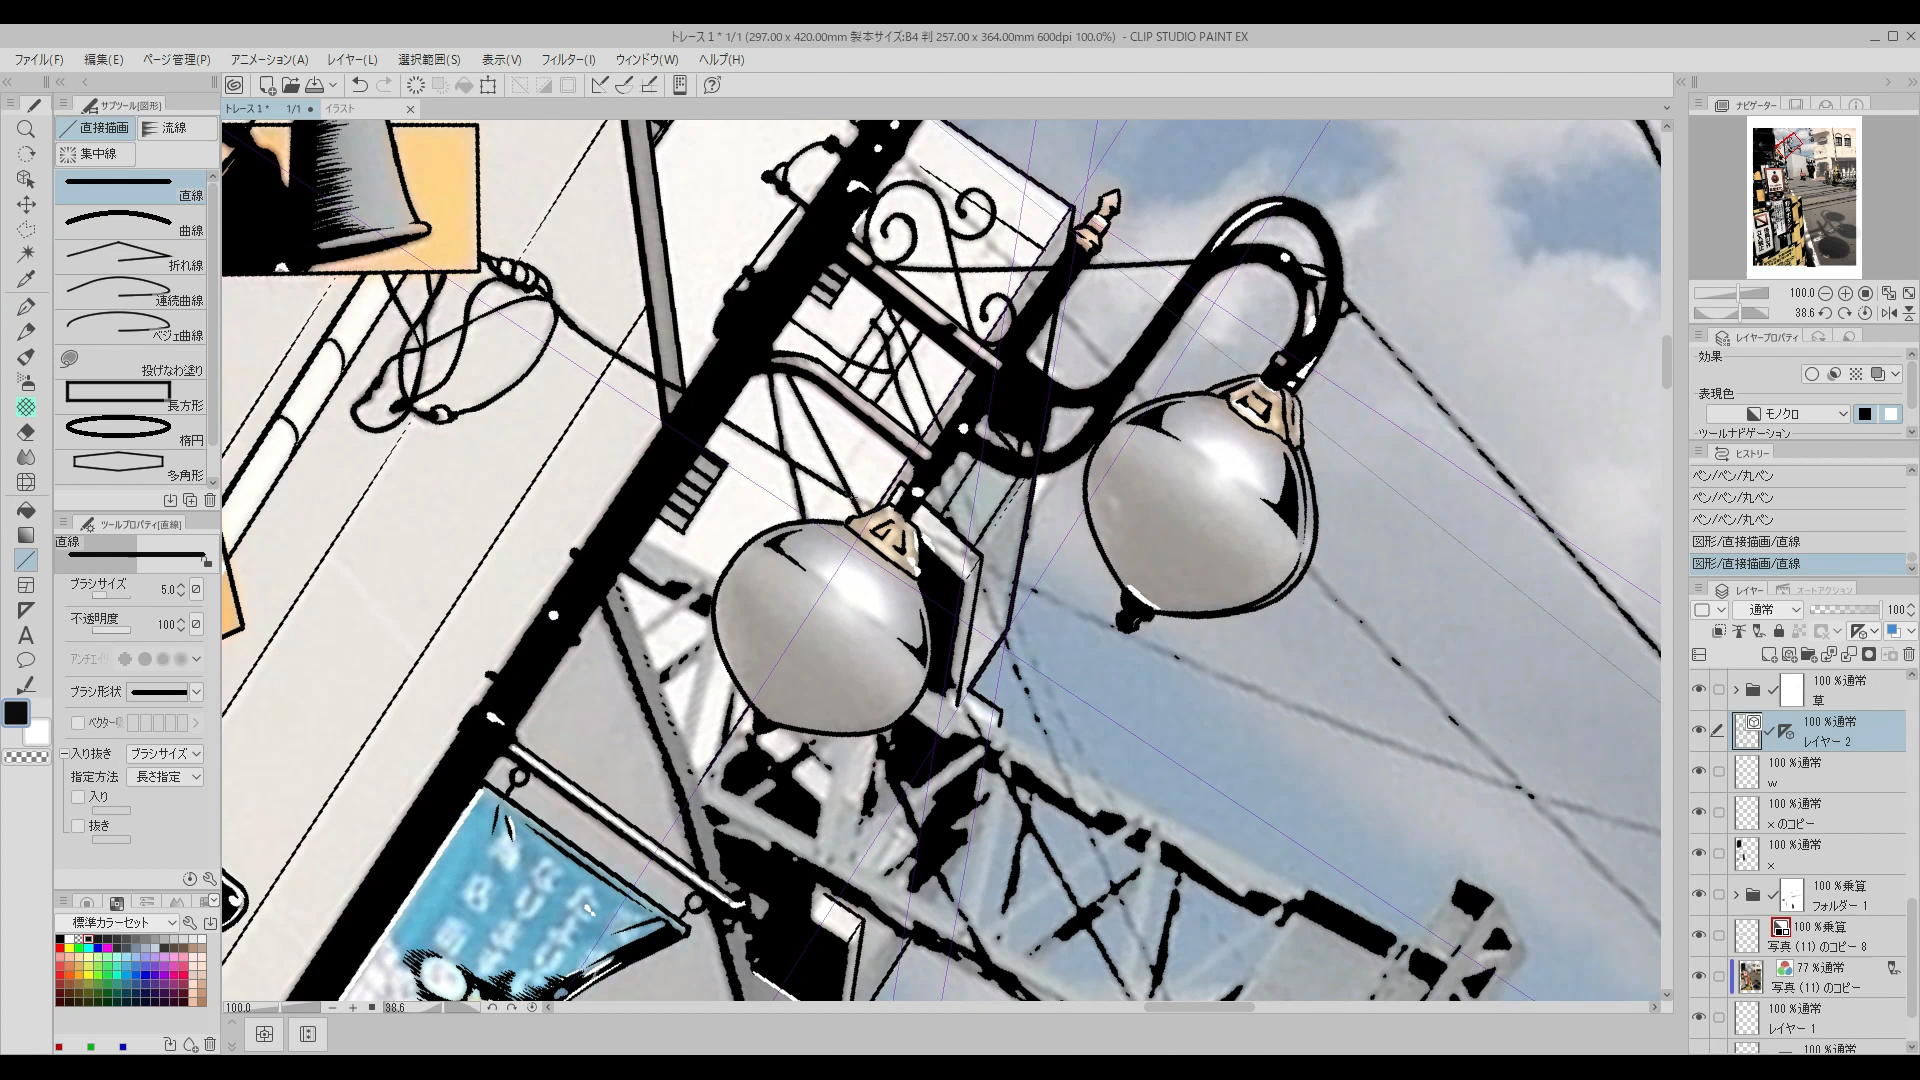 トレース1 * 1/1 (297.00 x 420.00mm 製本サイズ:B4 判 257.00 x 364.00mm 600dpi 100.0%) - CLIP STUDIO PAINT EX
ファイル(F) 編集(E) ページ管理(P) アニメーション(A) レイヤー(L) 選択範囲(S) 表示(V) フィルター(I) ウィンドウ(W) ヘルプ(H)
サブツール[図形]
トレース1 * 1/1
イラスト
ナビゲーター
直接描画 流線
集中線
直線
曲線
折れ線
連続曲線
ベジェ曲線
投げなわ塗り
長方形
楕円
多角形
ツールプロパティ[直線]
直線
ブラシサイズ 5.0
不透明度 100
ブラシ形状
入り抜き ブラシサイズ
指定方法 長さ指定
入り
抜き
標準カラーセット
100.0 38.6
100.0
38.6
レイヤープロパティ
効果
表現色
モノクロ
ツールナビゲーション
ヒストリー
ペン/ペン/丸ペン
ペン/ペン/丸ペン
ペン/ペン/丸ペン
図形/直接描画/直線
図形/直接描画/直線
レイヤー オートアクション
通常 100
100 %通常
草
100 %通常
レイヤー 2
100 %通常
w
100 %通常
x のコピー
100 %通常
x
100 %乗算
フォルダー 1
100 %乗算
写真 (11) のコピー 8
77 %通常
写真 (11) のコピー
100 %通常
レイヤー 1
100 %通常